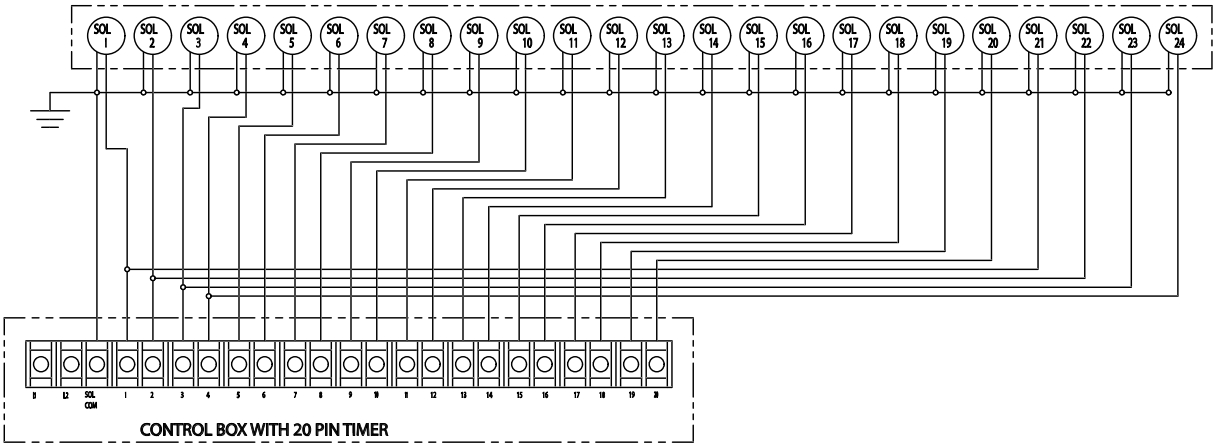 SOL 1 SOL 2 SOL 3 SOL 4 SOL 5 SOL 6 SOL 7 SOL 8 SOL 9 SOL 10 SOL 11 SOL 12 SOL 13 SOL 14 SOL 15 SOL 16 SOL 17 SOL 18 SOL 19 SOL 20 SOL 21 SOL 22 SOL 23 SOL 24
L1 L2 SOL COM 1 2 3 4 5 6 7 8 9 10 11 12 13 14 15 16 17 18 19 20
CONTROL BOX WITH 20 PIN TIMER